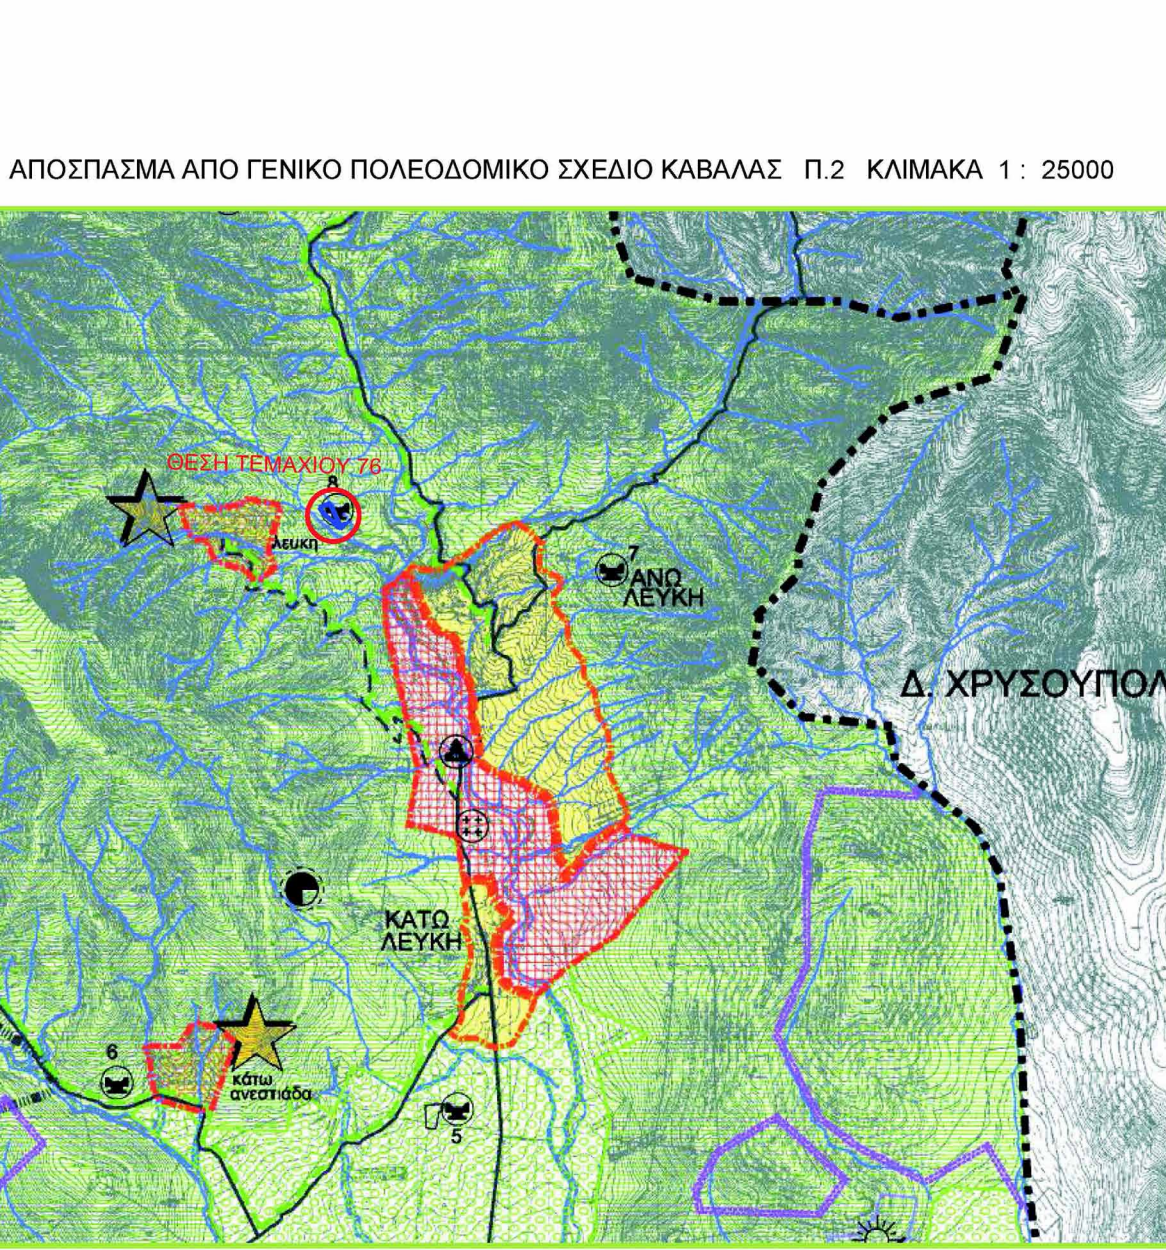 ΑΠΟΣΠΑΣΜΑ ΑΠΟ ΓΕΝΙΚΟ ΠΟΛΕΟΔΟΜΙΚΟ ΣΧΕΔΙΟ ΚΑΒΑΛΑΣ Π.2 ΚΛΙΜΑΚΑ 1 : 25000
ΘΕΣΗ ΤΕΜΑΧΙΟΥ 76
8
λευκη
7
ΑΝΩ
ΛΕΥΚΗ
Δ. ΧΡΥΣΟΥΠΟΛ
ΚΑΤΩ
ΛΕΥΚΗ
6
κάτω
ανεστιάδα
5